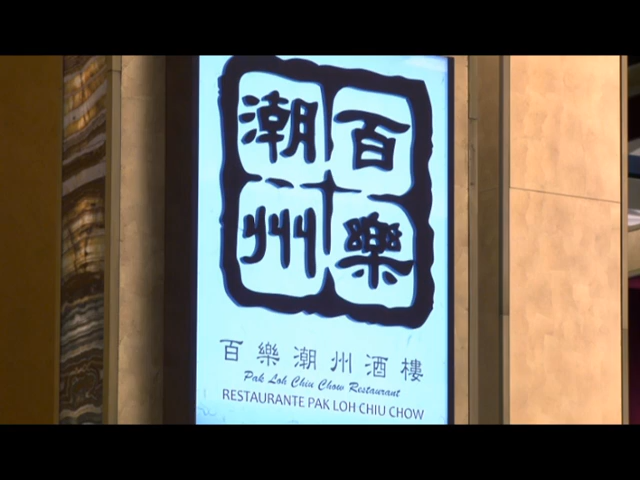 百樂
潮州
百樂潮州酒樓
Pak Loh Chiu Chow Restaurant
RESTAURANTE PAK LOH CHIU CHOW